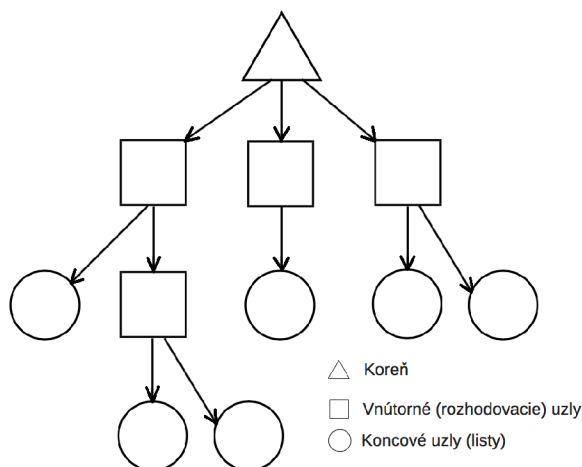 Koreň
Vnútorné (rozhodovacie) uzly
Koncové uzly (listy)